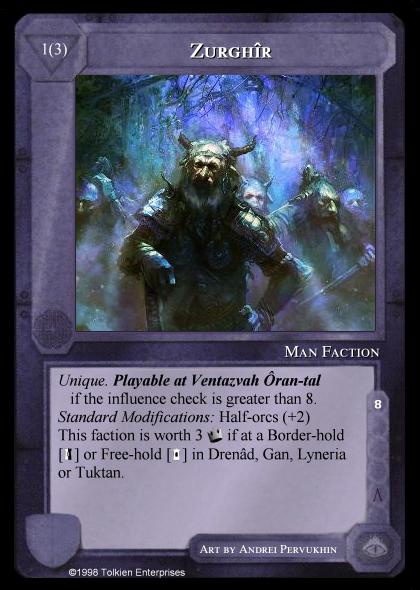 1(3)
Zurghîr
Man Faction
Unique. Playable at Ventazvah Ôran-tal
if the influence check is greater than 8.
Standard Modifications: Half-orcs (+2)
This faction is worth 3 if at a Border-hold
[] or Free-hold [] in Drenâd, Gan, Lyneria
or Tuktan.
8
Art by Andrei Pervukhin
©1998 Tolkien Enterprises